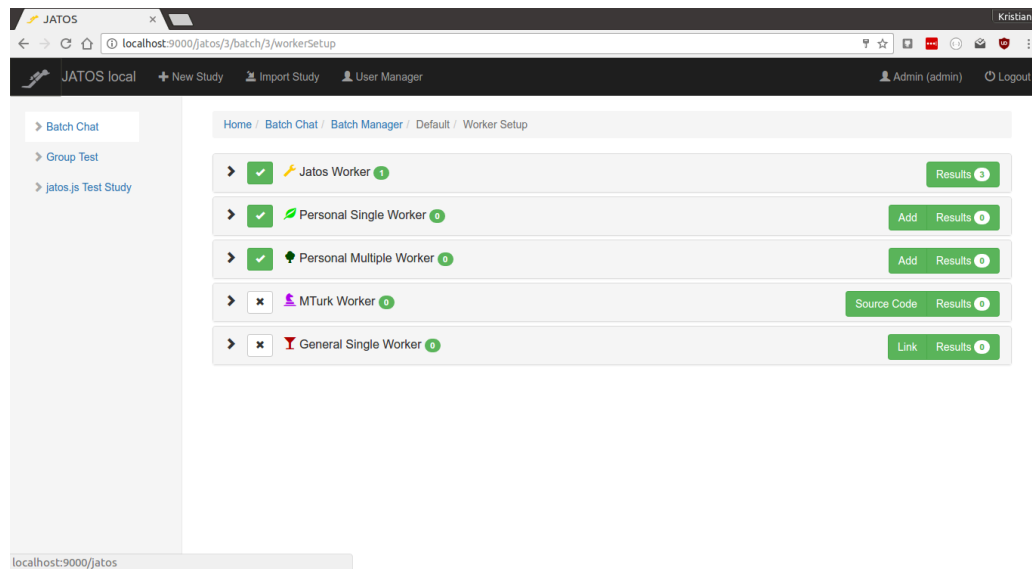 JATOS
Kristian
localhost:9000/jatos/3/batch/3/workerSetup
JATOS local New Study Import Study User Manager Admin (admin) Logout
Batch Chat
Group Test
jatos.js Test Study
Home / Batch Chat / Batch Manager / Default / Worker Setup
Jatos Worker 1 Results 3
Personal Single Worker 0 Add Results 0
Personal Multiple Worker 0 Add Results 0
MTurk Worker 0 Source Code Results 0
General Single Worker 0 Link Results 0
localhost:9000/jatos